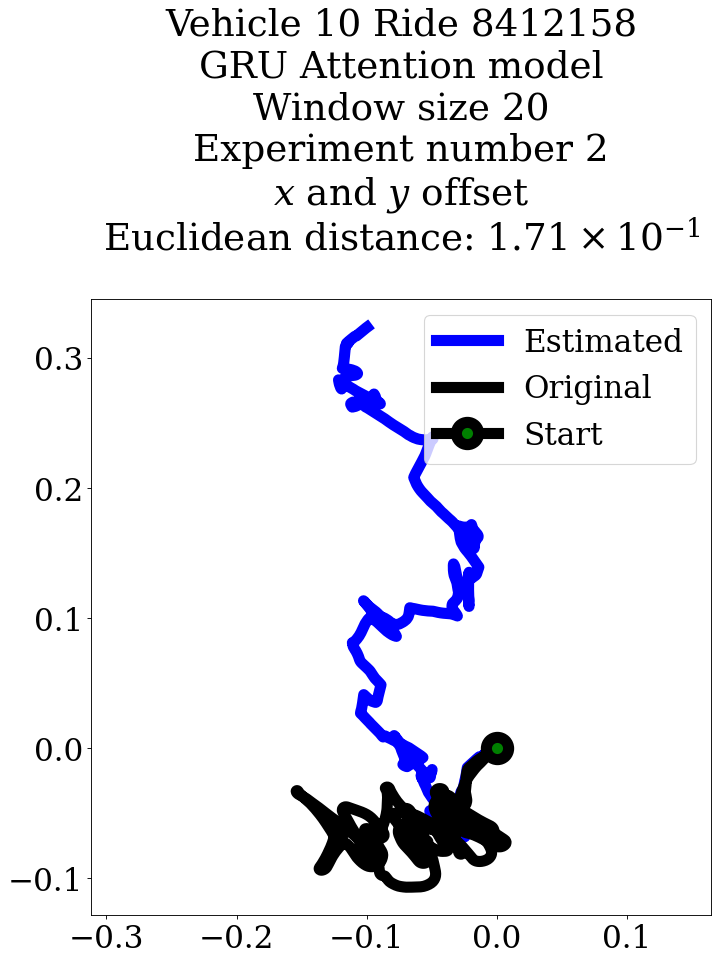 Vehicle 10 Ride 8412158
GRU Attention model
Window size 20
Experiment number 2
x and y offset
Euclidean distance: 1.71 × 10⁻¹
Estimated
Original
Start
0.3
0.2
0.1
0.0
−0.1
−0.3 −0.2 −0.1 0.0 0.1